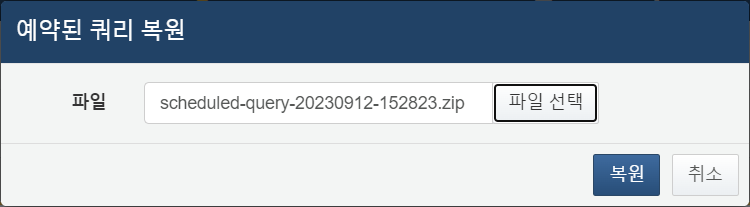 예약된 쿼리 복원
파일 scheduled-query-20230912-152823.zip 파일 선택
복원 취소